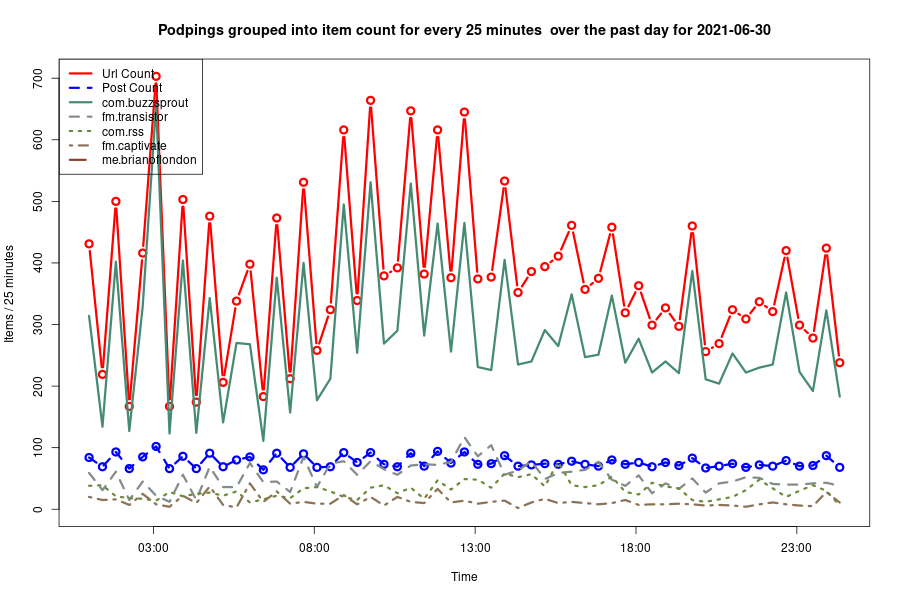 Podpings grouped into item count for every 25 minutes  over the past day for 2021-06-30
Url Count
Post Count
com.buzzsprout
fm.transistor
com.rss
fm.captivate
me.brianoflondon
700
600
500
400
300
200
100
0
Items / 25 minutes
03:00 08:00 13:00 18:00 23:00
Time